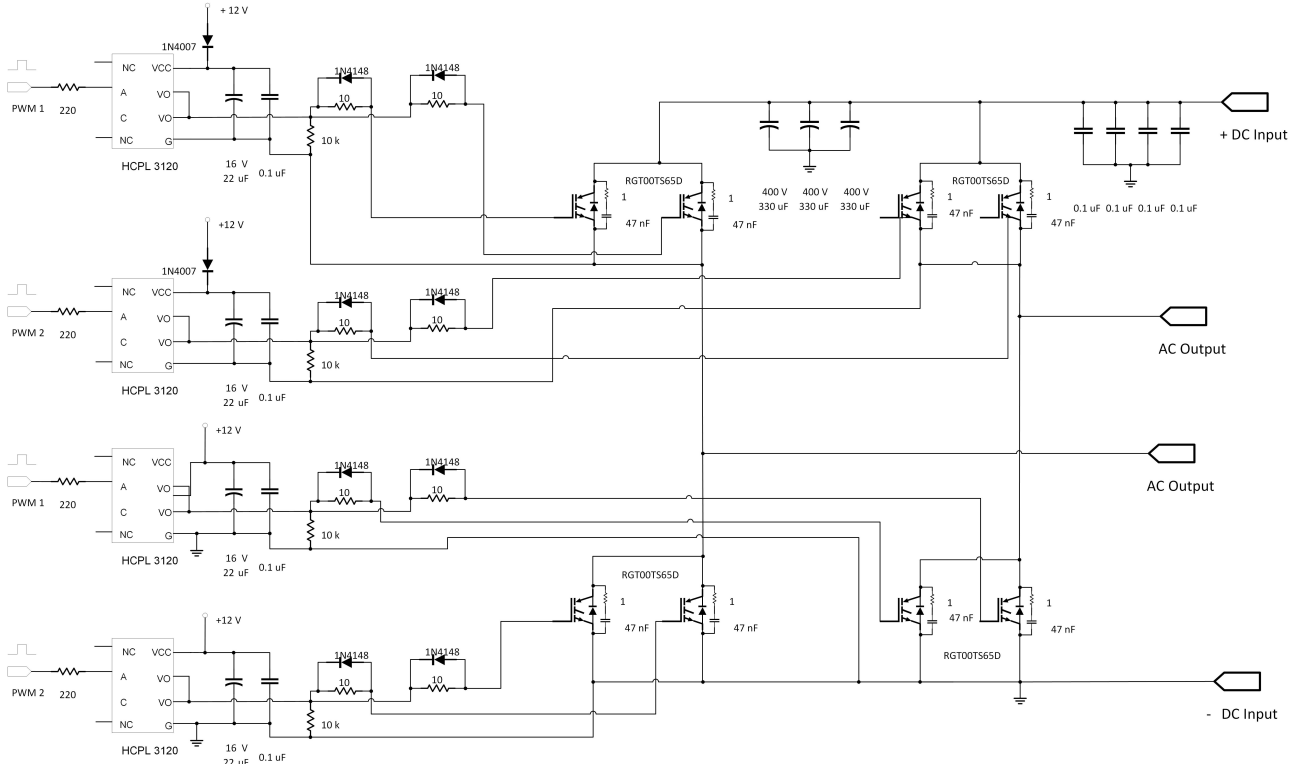 + 12 V
1N4007
NC VCC
A VO
C VO
NC G
PWM 1
220
HCPL 3120
16 V
22 uF
0.1 uF
1N4148
10
10 k
1N4148
10
+12 V
1N4007
NC VCC
A VO
C VO
NC G
PWM 2
220
HCPL 3120
16 V
22 uF
0.1 uF
1N4148
10
10 k
1N4148
10
+12 V
NC VCC
A VO
C VO
NC G
PWM 1
220
HCPL 3120
16 V
22 uF
0.1 uF
1N4148
10
10 k
1N4148
10
+12 V
NC VCC
A VO
C VO
NC G
PWM 2
220
HCPL 3120
16 V
22 uF
0.1 uF
1N4148
10
10 k
1N4148
10
RGT00TS65D
1
47 nF
1
47 nF
400 V 400 V 400 V
330 uF 330 uF 330 uF
RGT00TS65D
1
47 nF
1
47 nF
0.1 uF 0.1 uF 0.1 uF 0.1 uF
+ DC Input
AC Output
AC Output
RGT00TS65D
1
47 nF
1
47 nF
1
47 nF
1
47 nF
RGT00TS65D
- DC Input